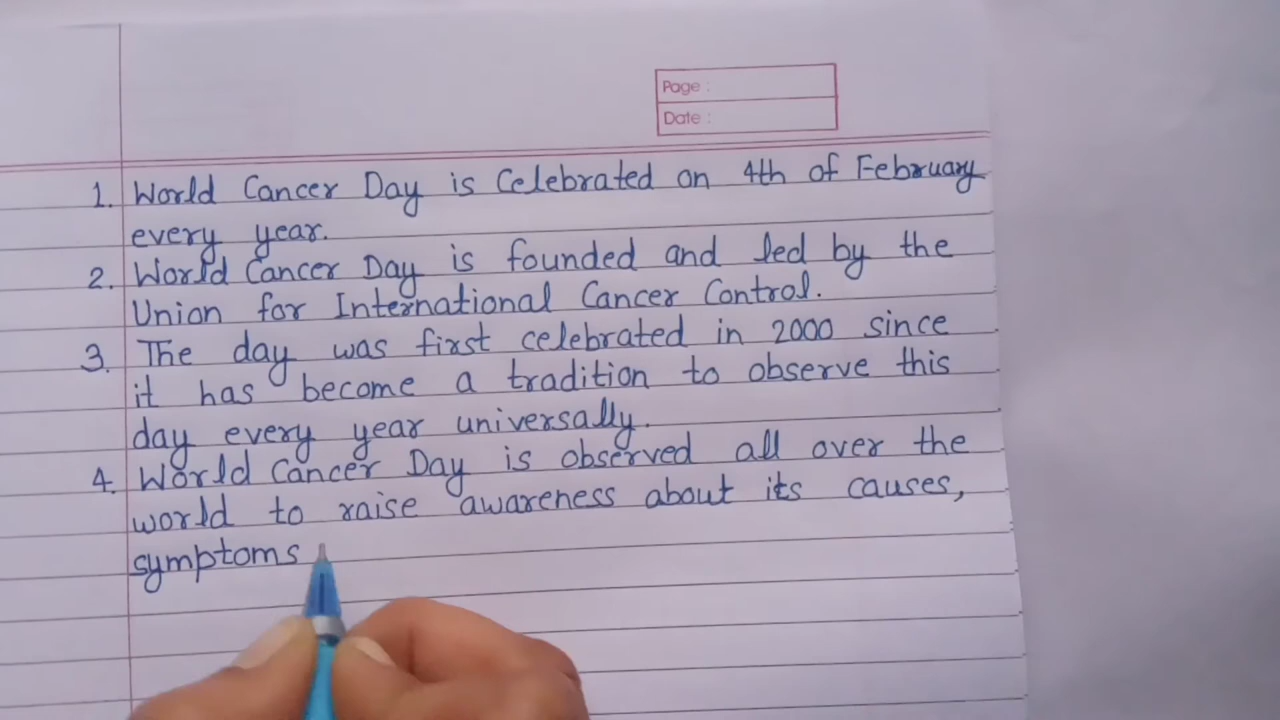 Page :
Date :
1. World Cancer Day is Celebrated on 4th of February
every year.
2. World Cancer Day is founded and led by the
Union for International Cancer Control.
3. The day was first celebrated in 2000 since
it has become a tradition to observe this
day every year universally.
4. World Cancer Day is observed all over the
world to raise awareness about its causes,
symptoms